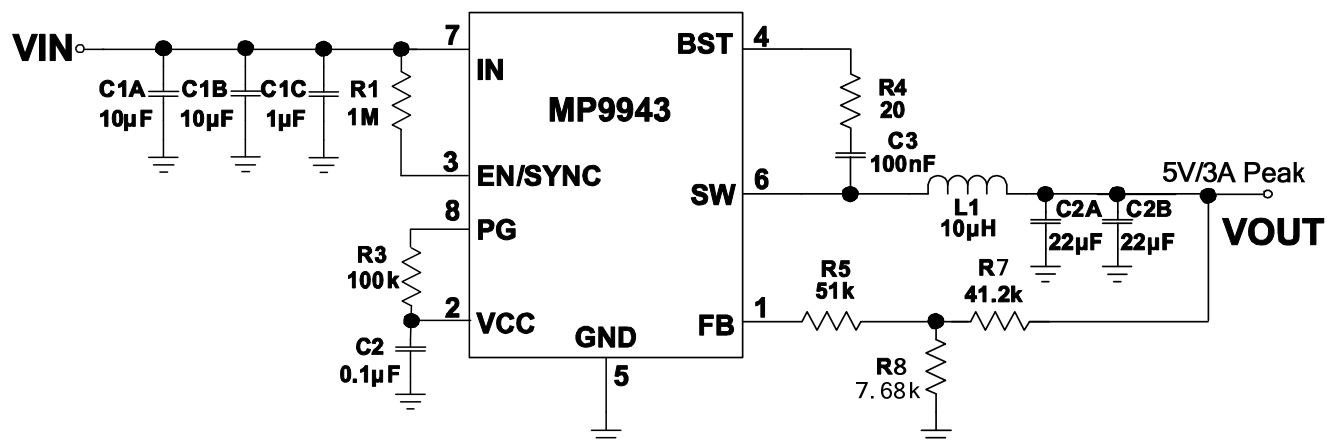 VIN
C1A
10µF
C1B
10µF
C1C
1µF
R1
1M
7
IN
3
EN/SYNC
8
PG
R3
100k
2
VCC
C2
0.1µF
MP9943
GND
5
BST
4
R4
20
C3
100nF
SW
6
L1
10µH
C2A
22µF
C2B
22µF
5V/3A Peak
VOUT
FB
1
R5
51k
R7
41.2k
R8
7.68k